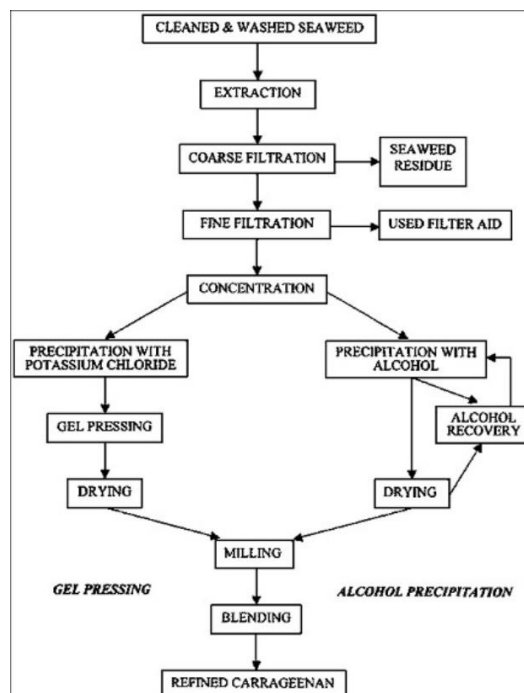 CLEANED & WASHED SEAWEED
EXTRACTION
COARSE FILTRATION
SEAWEED
RESIDUE
FINE FILTRATION
USED FILTER AID
CONCENTRATION
PRECIPITATION WITH
POTASSIUM CHLORIDE
PRECIPITATION WITH
ALCOHOL
GEL PRESSING
ALCOHOL
RECOVERY
DRYING
DRYING
MILLING
GEL PRESSING
ALCOHOL PRECIPITATION
BLENDING
REFINED CARRAGEENAN